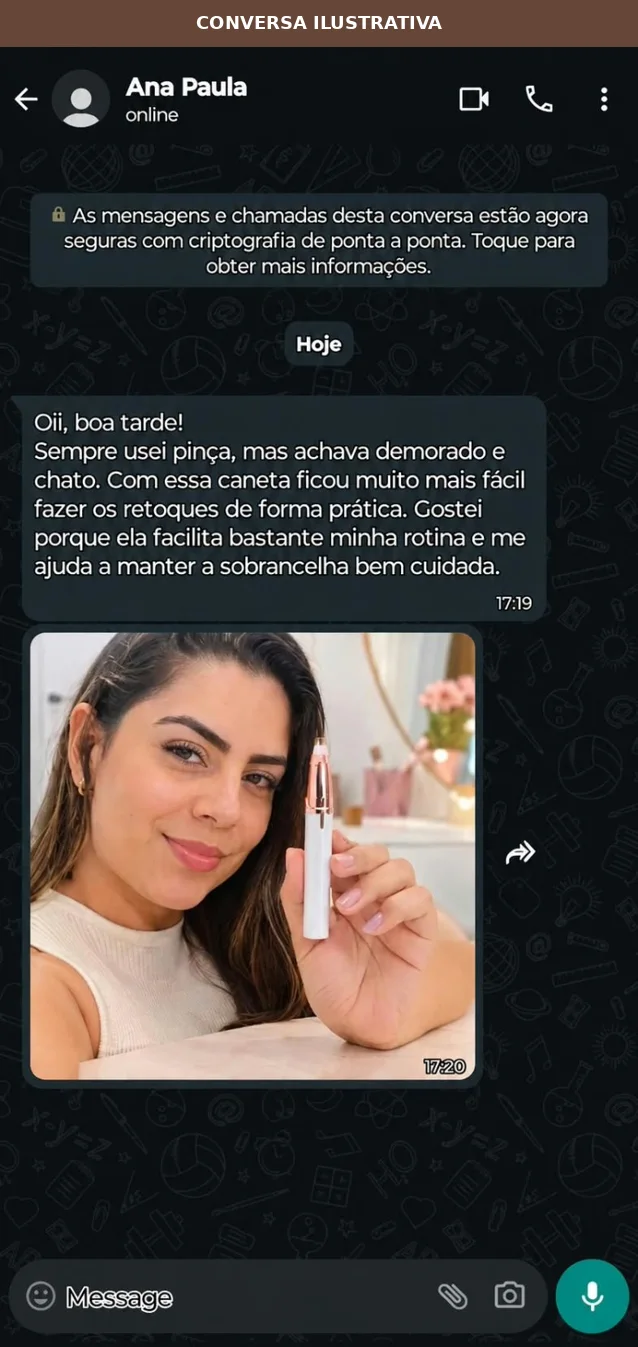 CONVERSA ILUSTRATIVA
Ana Paula
online
As mensagens e chamadas desta conversa estão agora
seguras com criptografia de ponta a ponta. Toque para
obter mais informações.
Hoje
Oii, boa tarde!
Sempre usei pinça, mas achava demorado e
chato. Com essa caneta ficou muito mais fácil
fazer os retoques de forma prática. Gostei
porque ela facilita bastante minha rotina e me
ajuda a manter a sobrancelha bem cuidada.
17:19
17:20
Message